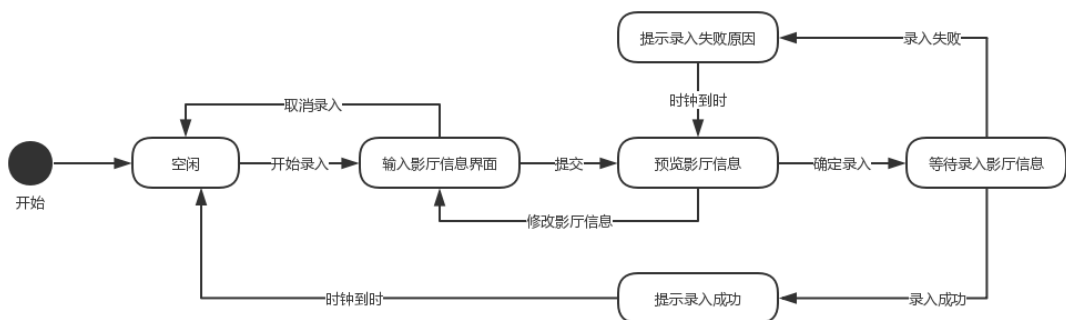 提示录入失败原因
录入失败
时钟到时
取消录入
空闲
开始录入
输入影厅信息界面
提交
预览影厅信息
确定录入
等待录入影厅信息
开始
修改影厅信息
时钟到时
提示录入成功
录入成功